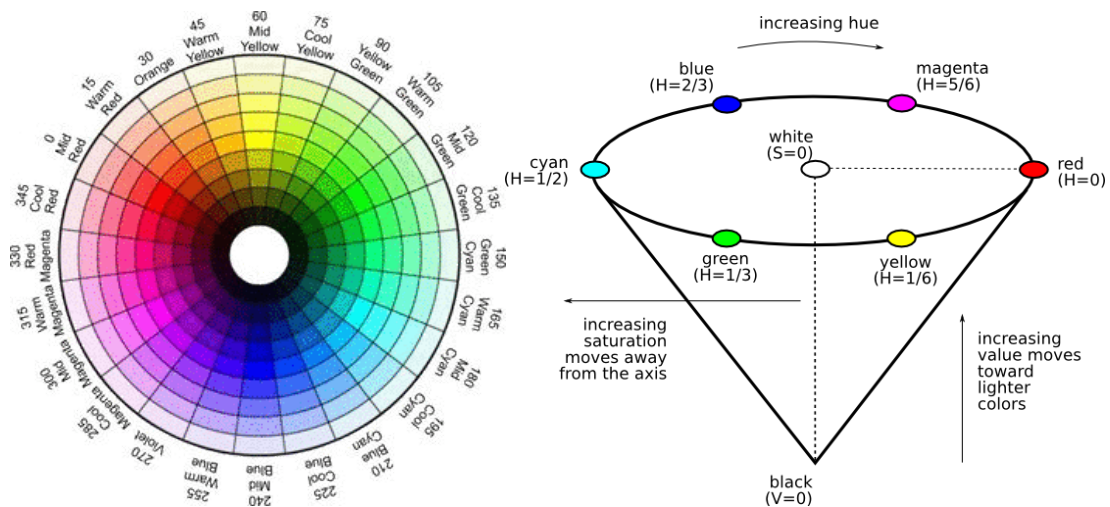 60
Mid
Yellow
75
Cool
Yellow
90
Yellow
Green
105
Warm
Green
120
Mid
Green
135
Cool
Green
150
Green
Cyan
165
Warm
Cyan
180
Mid
Cyan
195
Cool
Cyan
210
Blue
Cyan
225
Cool
Blue
240
Mid
Blue
255
Warm
Blue
270
Violet
285
Cool
Magenta
300
Mid
Magenta
315
Warm
Magenta
330
Red
Magenta
345
Cool
Red
0
Mid
Red
15
Warm
Red
30
Orange
45
Warm
Yellow
increasing hue
blue
(H=2/3)
magenta
(H=5/6)
white
(S=0)
cyan
(H=1/2)
red
(H=0)
green
(H=1/3)
yellow
(H=1/6)
increasing
saturation
moves away
from the axis
increasing
value moves
toward
lighter
colors
black
(V=0)